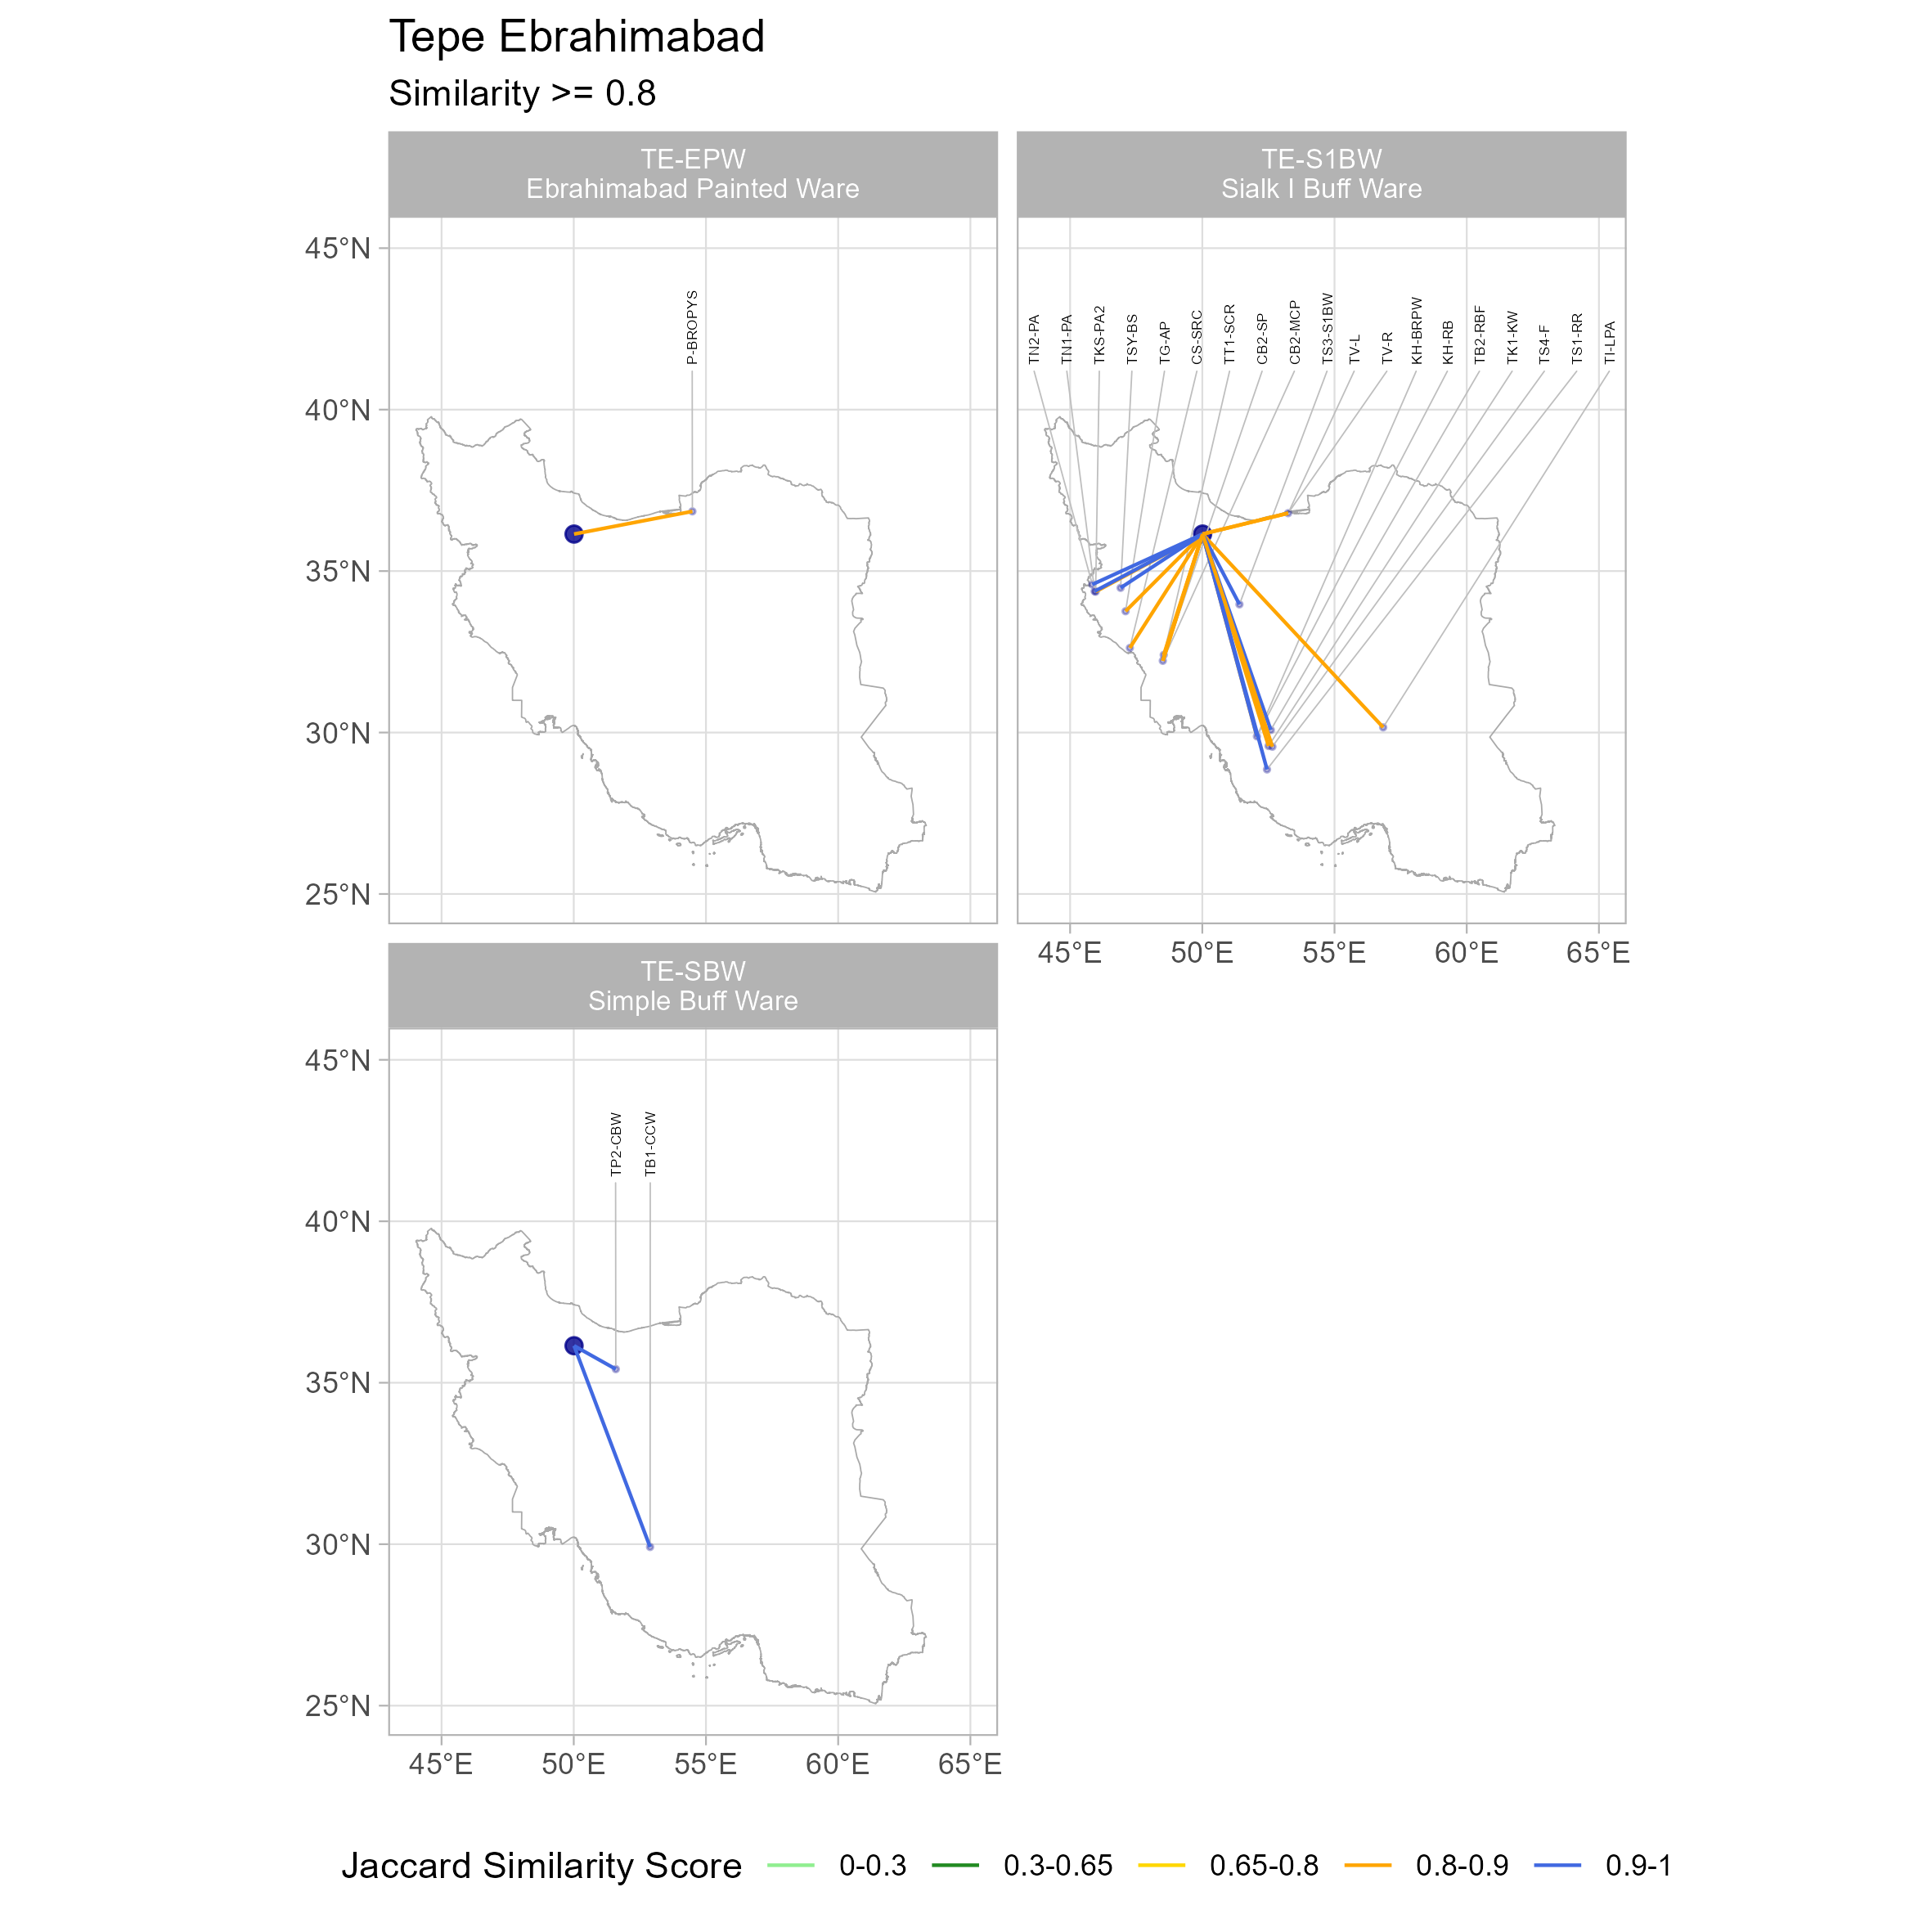 Tepe Ebrahimabad
Similarity >= 0.8
TE-EPW
Ebrahimabad Painted Ware
TE-S1BW
Sialk I Buff Ware
45°N
40°N
35°N
30°N
25°N
P-BROPYS
TN2-PA
TN1-PA
TKS-PA2
TSY-BS
TG-AP
CS-SRC
TT1-SCR
CB2-SP
CB2-MCP
TS3-S1BW
TV-L
TV-R
KH-BRPW
KH-RB
TB2-RBF
TK1-KW
TS4-F
TS1-RR
TI-LPA
45°E 50°E 55°E 60°E 65°E
TE-SBW
Simple Buff Ware
45°N
40°N
35°N
30°N
25°N
TP2-CBW
TB1-CCW
45°E 50°E 55°E 60°E 65°E
Jaccard Similarity Score 0-0.3 0.3-0.65 0.65-0.8 0.8-0.9 0.9-1